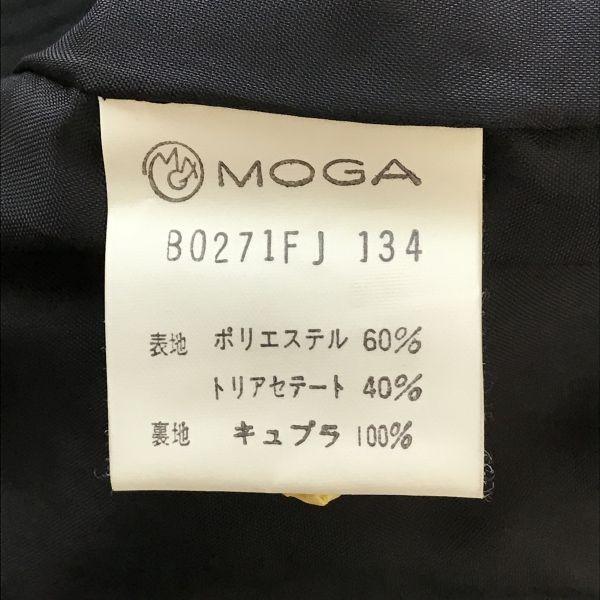 MOGA MOGA
B0271FJ 134
表地 ポリエステル 60%
トリアセテート 40%
裏地 キュプラ 100%